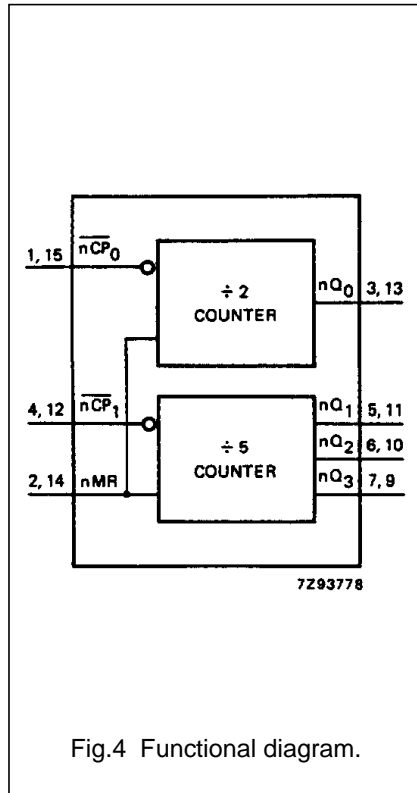 1, 15 nCP0
÷ 2
COUNTER
nQ0 3, 13
4, 12 nCP1
÷ 5
COUNTER
nQ1 5, 11
nQ2 6, 10
nQ3 7, 9
2, 14 nMR
7Z93778
Fig.4 Functional diagram.